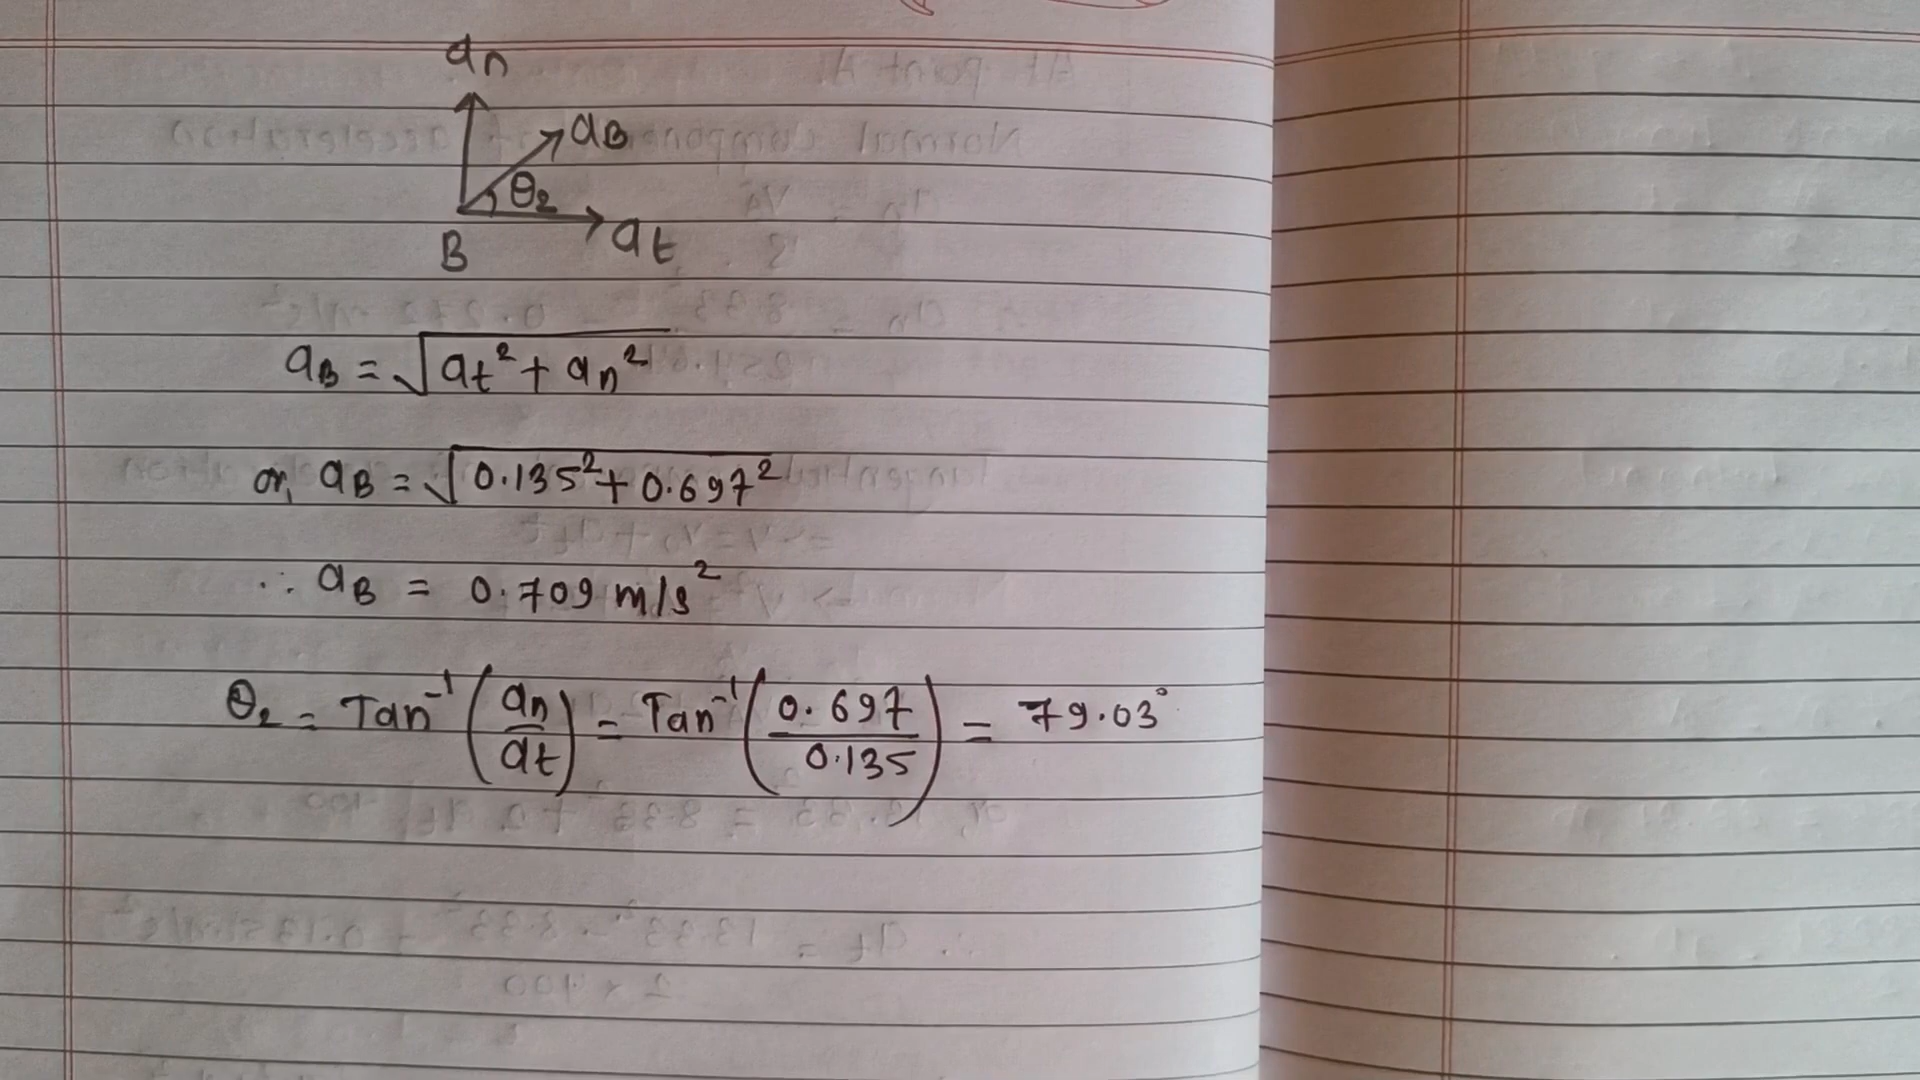 an
aB
θ2
at
B
aB = √at² + an²
or, aB = √0.135² + 0.697²
∴ aB = 0.709 m/s²
θ2 = Tan⁻¹ (an/at) = Tan⁻¹ (0.697/0.135) = 79.03°